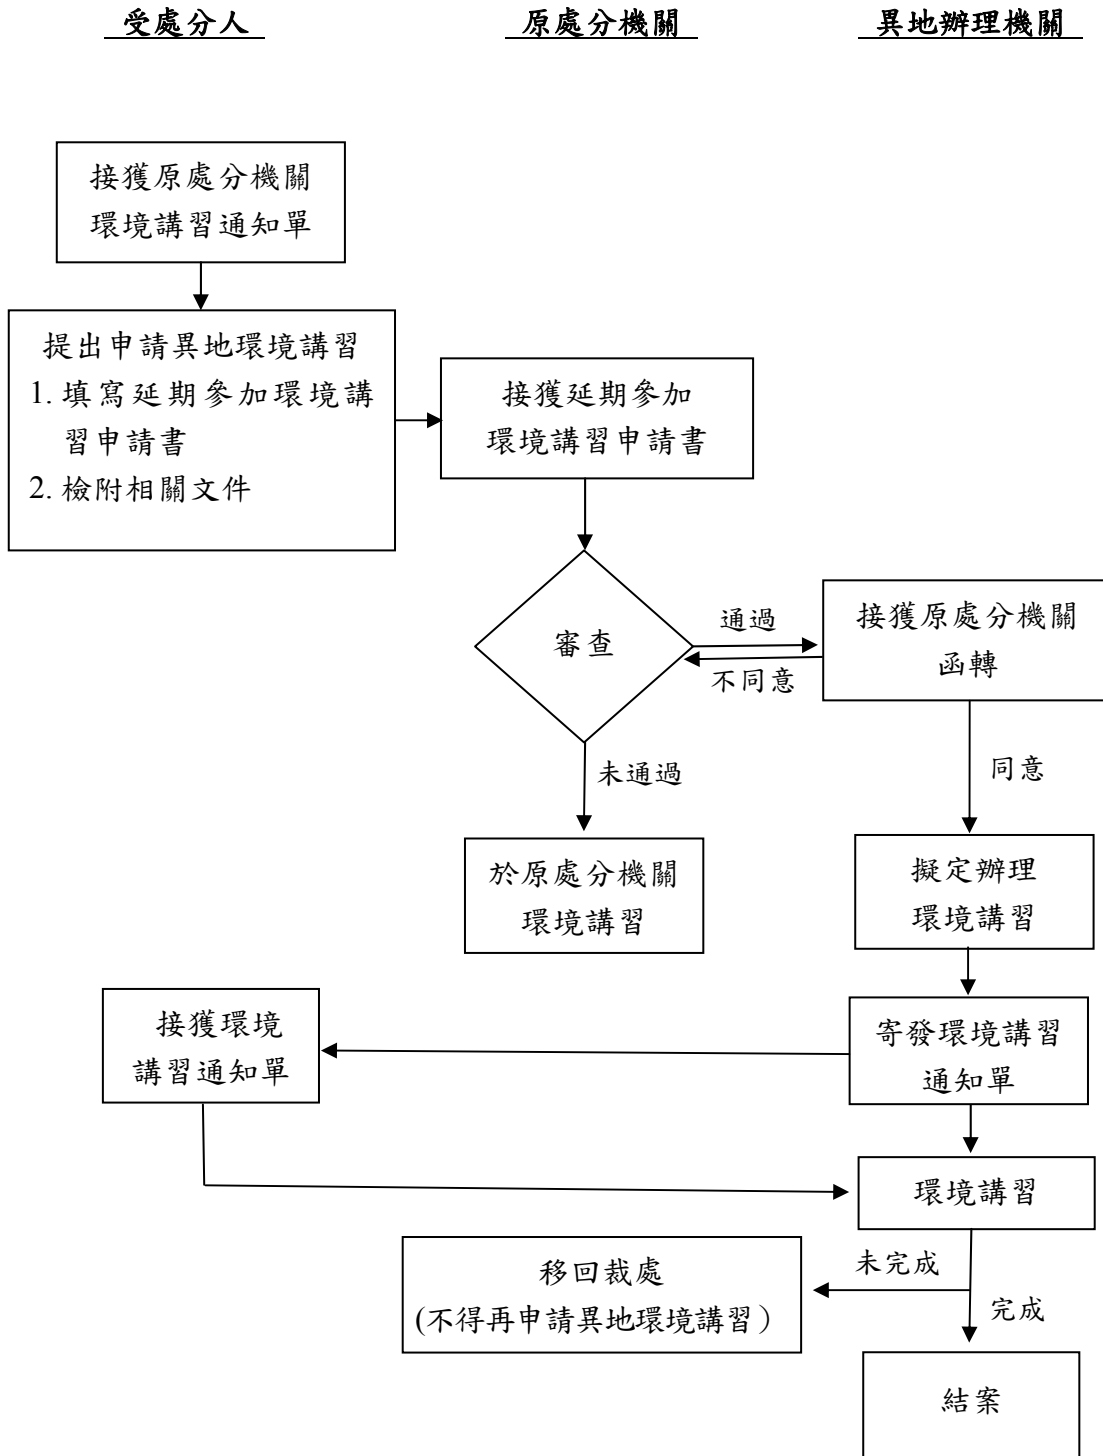 受處分人
原處分機關
異地辦理機關
接獲原處分機關
環境講習通知單
提出申請異地環境講習
1. 填寫延期參加環境講
習申請書
2. 檢附相關文件
接獲延期參加
環境講習申請書
審查
通過
不同意
接獲原處分機關
函轉
未通過
同意
於原處分機關
環境講習
擬定辦理
環境講習
接獲環境
講習通知單
寄發環境講習
通知單
環境講習
未完成
移回裁處
(不得再申請異地環境講習）
完成
結案